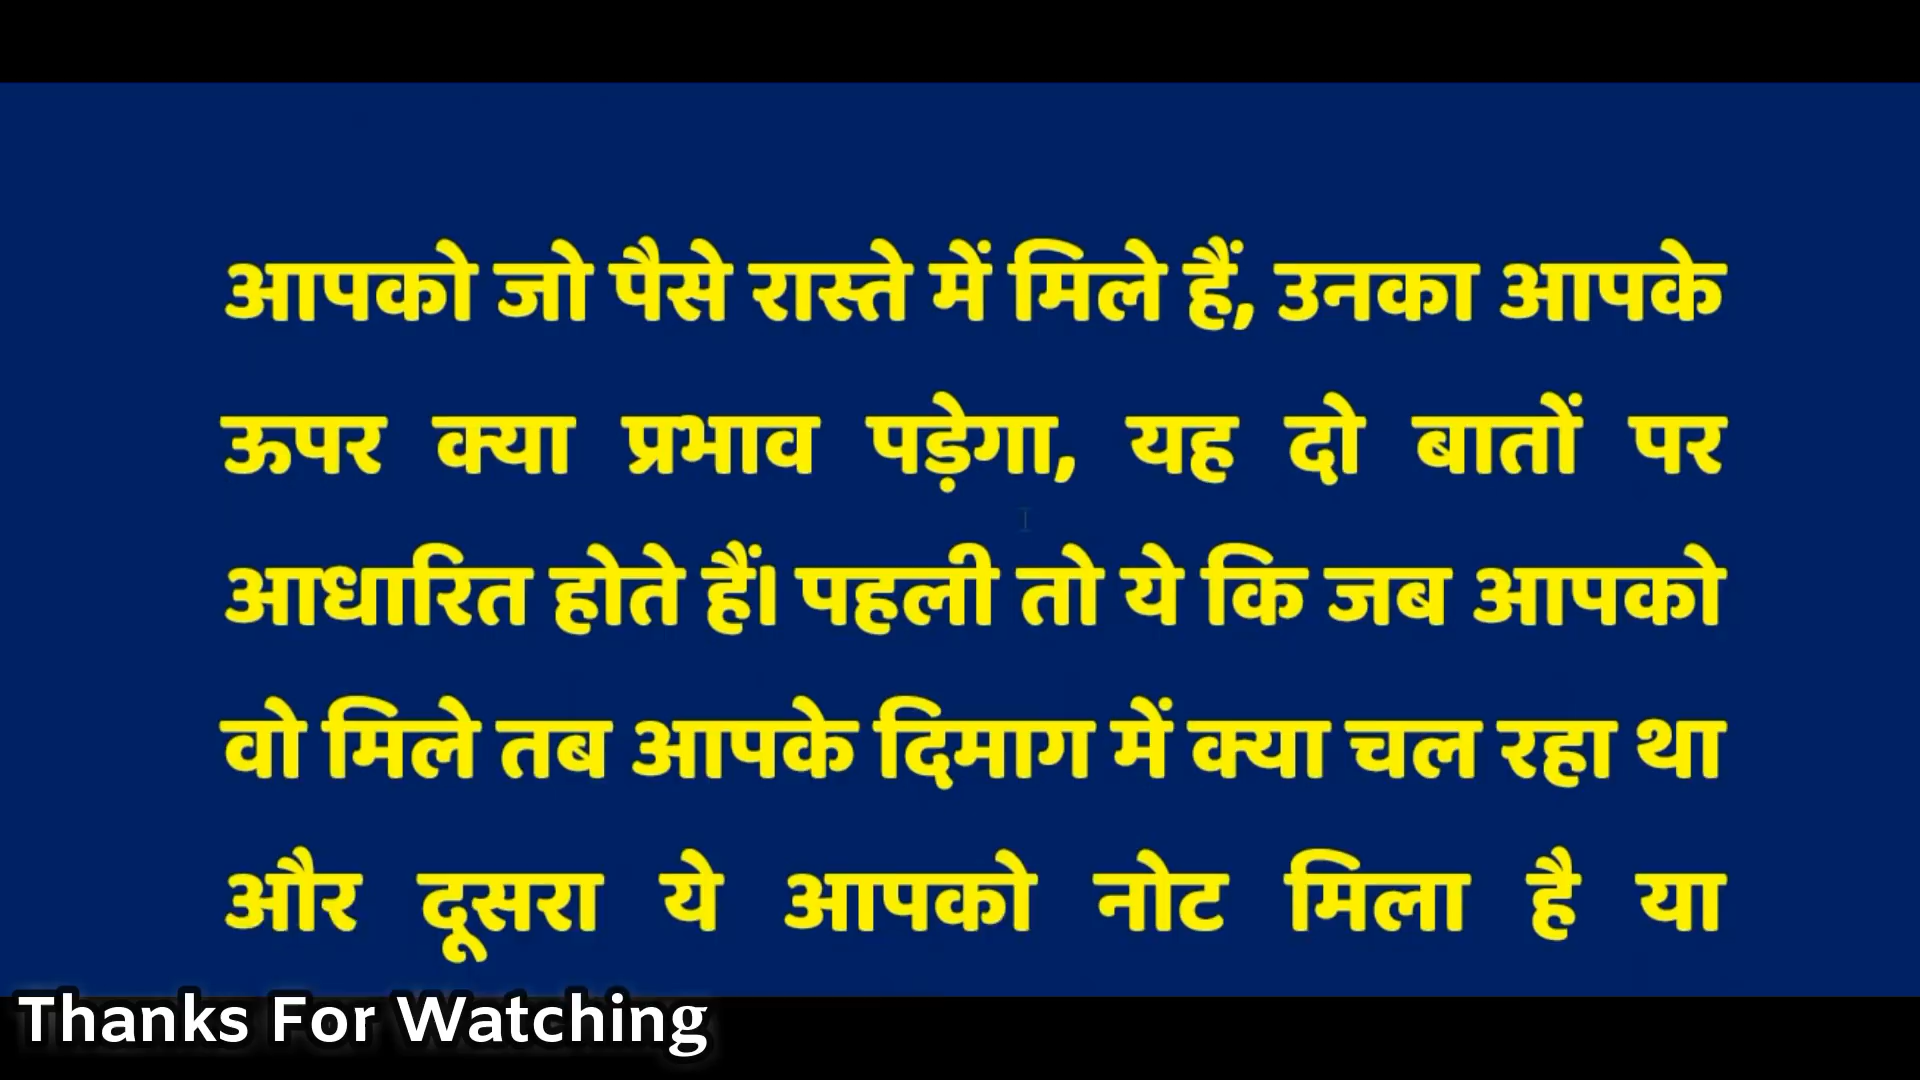 आपको जो पैसे रास्ते में मिले हैं, उनका आपके
ऊपर क्या प्रभाव पड़ेगा, यह दो बातों पर
आधारित होते हैं। पहली तो ये कि जब आपको
वो मिले तब आपके दिमाग में क्या चल रहा था
और दूसरा ये आपको नोट मिला है या
Thanks For Watching